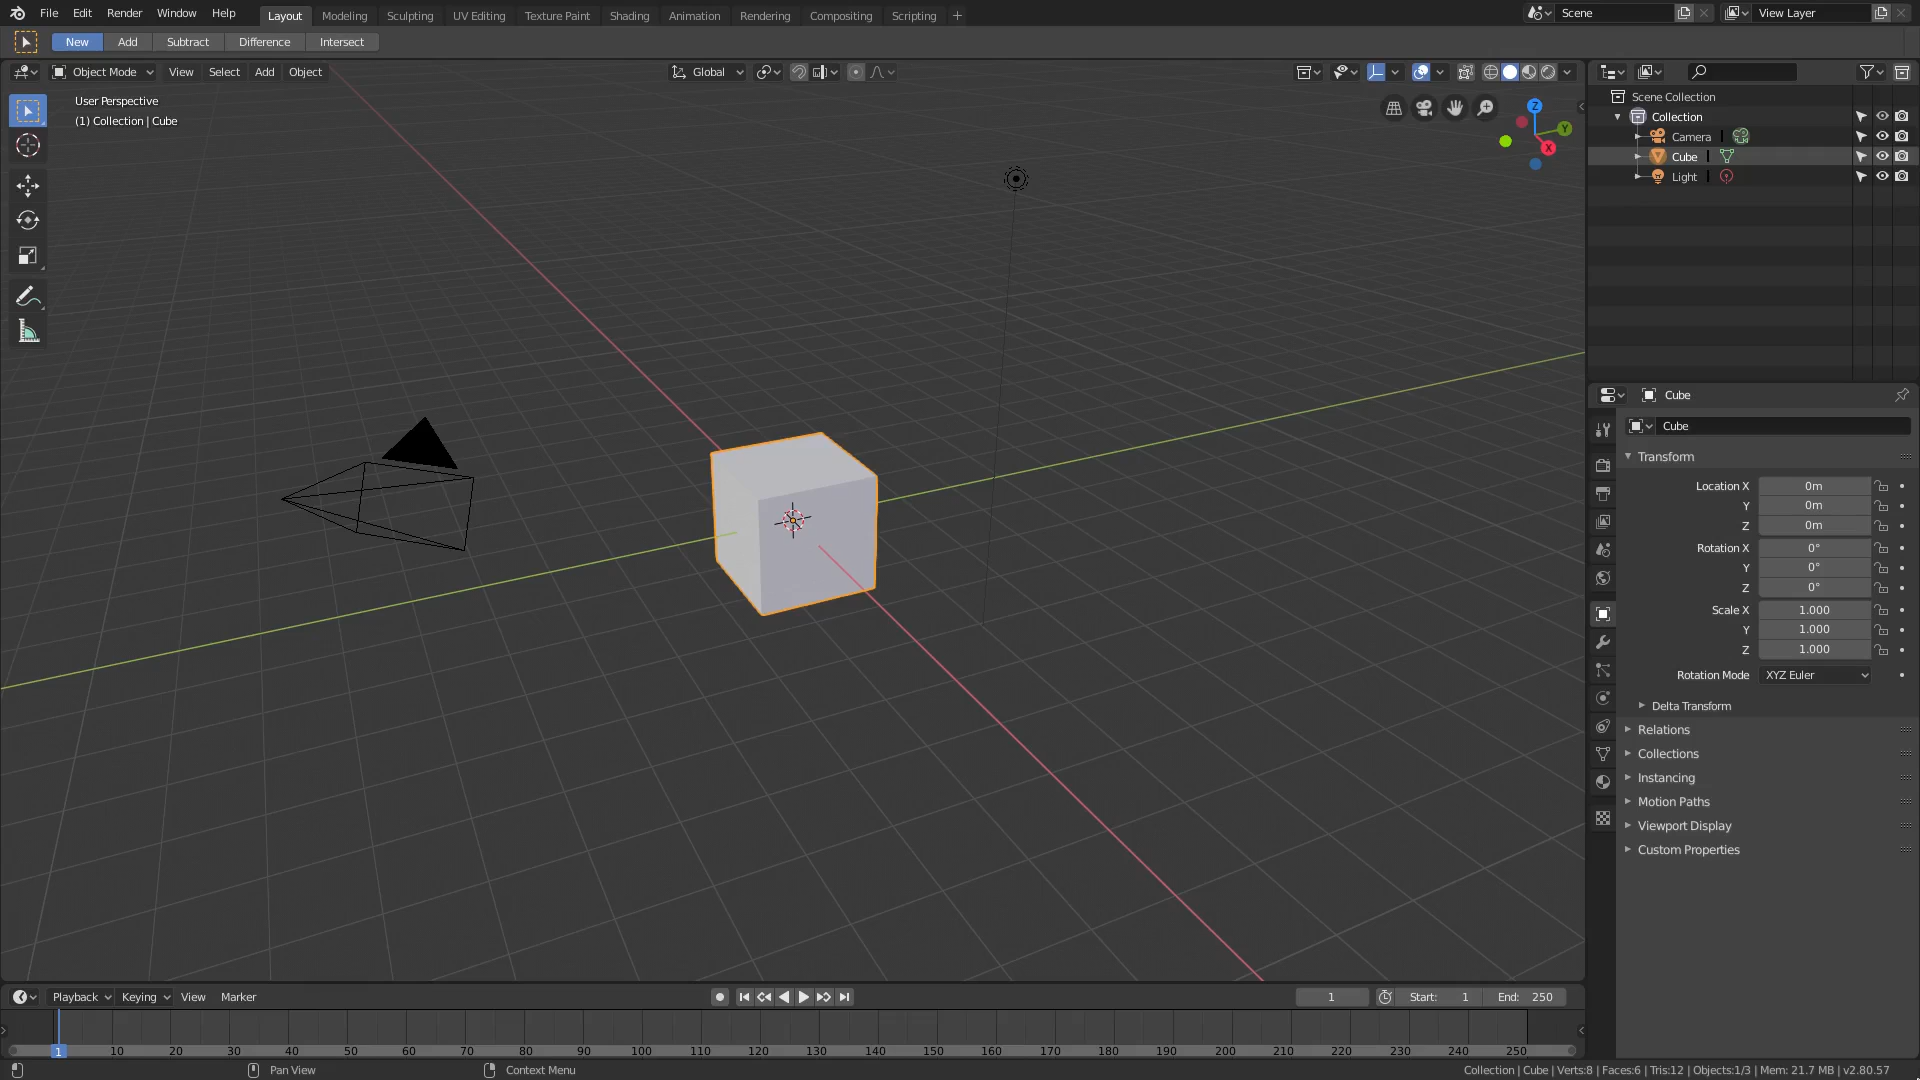 File Edit Render Window Help Layout Modeling Sculpting UV Editing Texture Paint Shading Animation Rendering Compositing Scripting + Scene View Layer
New Add Subtract Difference Intersect
Object Mode View Select Add Object Global
User Perspective
(1) Collection | Cube
Z
Y
X
Scene Collection
Collection
Camera
Cube
Light
Cube
Cube
Transform
Location X 0m
Y 0m
Z 0m
Rotation X 0°
Y 0°
Z 0°
Scale X 1.000
Y 1.000
Z 1.000
Rotation Mode XYZ Euler
Delta Transform
Relations
Collections
Instancing
Motion Paths
Viewport Display
Custom Properties
Playback Keying View Marker 1 Start: 1 End: 250
1 10 20 30 40 50 60 70 80 90 100 110 120 130 140 150 160 170 180 190 200 210 220 230 240 250
Pan View Context Menu Collection | Cube | Verts:8 | Faces:6 | Tris:12 | Objects:1/3 | Mem: 21.7 MB | v2.80.57